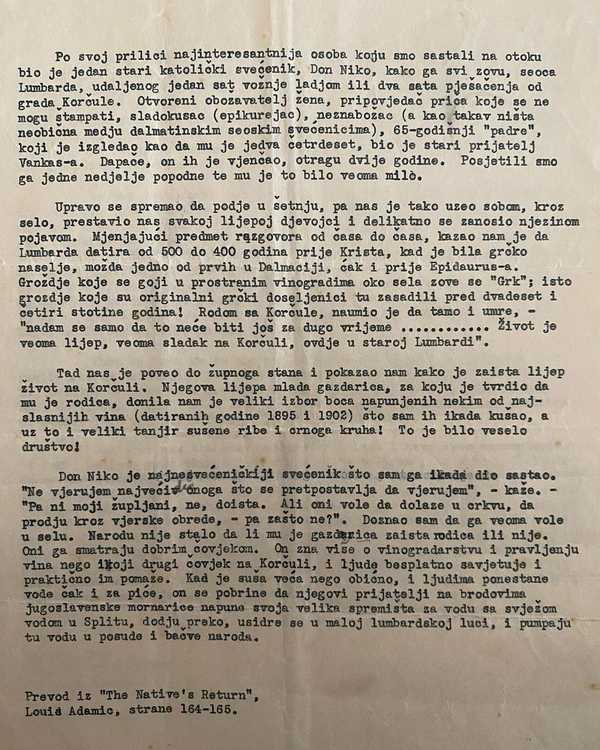 Po svoj prilici najinteresantnija osoba koju smo sastali na otoku
bio je jedan stari katolički svećenik, Don Niko, kako ga svi zovu, seoca
Lumbarda, udaljenog jedan sat vožnje ladjom ili dva sata pješačenja od
grada Korčule. Otvoreni obozavatelj žena, pripovjedač priča koje se ne
mogu štampati, sladokusac (epikurejac), neznabozac (a kao takav ništa
neobična medju dalmatinskim seoskim svećenicima), 65-godišnji "padre",
koji je izgledao kao da mu je jedva četrdeset, bio je stari prijatelj
Vankas-a. Dapače, on ih je vjenčao, otragu dvije godine. Posjetili smo
ga jedne nedjelje popodne te mu je to bilo veoma milo.
Upravo se spremao da podje u šetnju, pa nas je tako uzeo sobom, kroz
selo, prestavio nas svakoj lijepoj djevojci i delikatno se zanosio njezinom
pojavom. Mjenjajući predmet razgovora od časa do časa, kazao nam je da
Lumbarda datira od 500 do 400 godina prije Krista, kad je bila grčko
naselje, možda jedno od prvih u Dalmaciji, čak i prije Epidaurus-a.
Grozdje koje se goji u prostranim vinogradima oko sela zove se "Grk"; isto
grozdje koje su originalni grčki doseljenici tu zasadili pred dvadeset i
četiri stotine godina! Rodom sa Korčule, naumio je da tamo i umre, -
"nadam se samo da to neće biti još za dugo vrijeme ............ Život je
veoma lijep, veoma sladak na Korčuli, ovdje u staroj Lumbardi".
Tad nas je poveo do župnoga stana i pokazao nam kako je zaista lijep
život na Korčuli. Njegova lijepa mlada gazdarica, za koju je tvrdio da
mu je rodica, donila nam je veliki izbor boca napunjenih nekim od naj-
slasnijih vina (datiranih godine 1895 i 1902) što sam ih ikada kušao, a
uz to i veliki tanjir sušene ribe i crnoga kruha! To je bilo veselo
društvo!
Don Niko je najnesvećeničkiji svećenik što sam ga ikada dio sastao.
"Ne vjerujem najveći onoga što se pretpostavlja da vjerujem", - kaže. -
"Pa ni moji župljani, ne, doista. Ali oni vole da dolaze u crkvu, da
prodju kroz vjerske obrede, - pa zašto ne?". Doznao sam da ga veoma vole
u selu. Narodu nije stalo da li mu je gazdarica zaista rodica ili nije.
Oni ga smatraju dobrim čovjekom. On zna više o vinogradarstvu i pravljenju
vina nego ikoji drugi čovjek na Korčuli, i ljude besplatno savjetuje i
praktično im pomaže. Kad je suša veća nego obično, i ljudima ponestane
vode čak i za piće, on se pobrine da njegovi prijatelji na brodovima
jugoslavenske mornarice napune svoja velika spremišta za vodu sa svježom
vodom u Splitu, dodju preko, usidre se u maloj lumbardskoj luci, i pumpaju
tu vodu u posude i bačve naroda.
Prevod iz "The Native's Return",
Louis Adamic, strane 164-165.